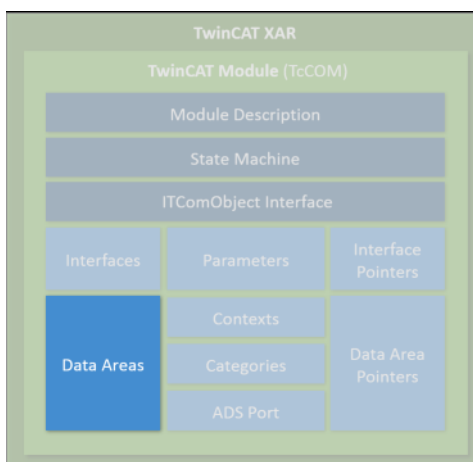 TwinCAT XAR
TwinCAT Module (TcCOM)
Module Description
State Machine
ITComObject Interface
Interfaces
Parameters
Interface
Pointers
Data Areas
Contexts
Categories
ADS Port
Data Area
Pointers